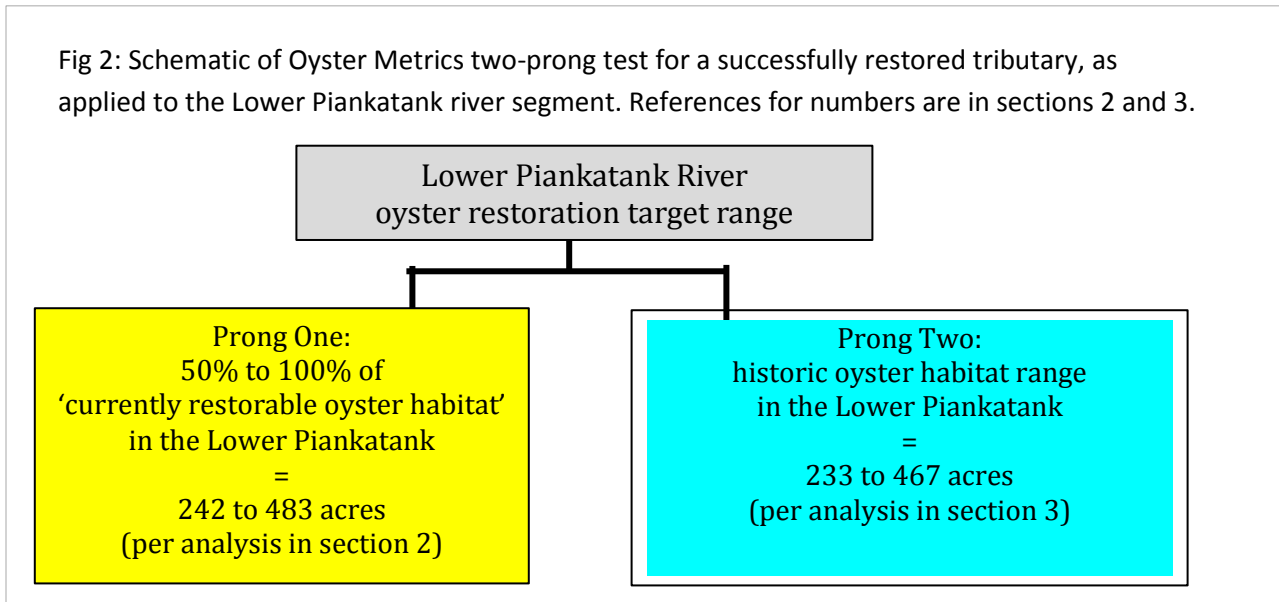 Fig 2: Schematic of Oyster Metrics two-prong test for a successfully restored tributary, as
applied to the Lower Piankatank river segment. References for numbers are in sections 2 and 3.
Lower Piankatank River
oyster restoration target range
Prong One:
50% to 100% of
‘currently restorable oyster habitat’
in the Lower Piankatank
=
242 to 483 acres
(per analysis in section 2)
Prong Two:
historic oyster habitat range
in the Lower Piankatank
=
233 to 467 acres
(per analysis in section 3)